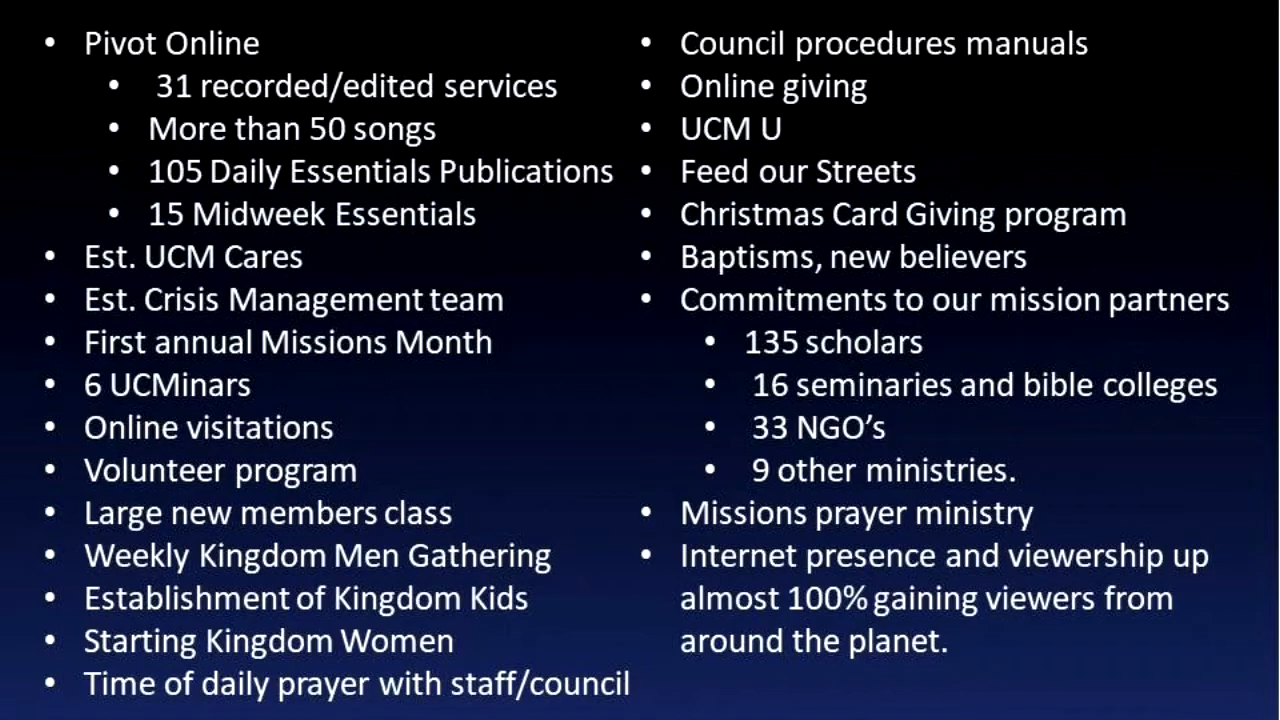 • Pivot Online
• 31 recorded/edited services
• More than 50 songs
• 105 Daily Essentials Publications
• 15 Midweek Essentials
• Est. UCM Cares
• Est. Crisis Management team
• First annual Missions Month
• 6 UCMinars
• Online visitations
• Volunteer program
• Large new members class
• Weekly Kingdom Men Gathering
• Establishment of Kingdom Kids
• Starting Kingdom Women
• Time of daily prayer with staff/council
• Council procedures manuals
• Online giving
• UCM U
• Feed our Streets
• Christmas Card Giving program
• Baptisms, new believers
• Commitments to our mission partners
• 135 scholars
• 16 seminaries and bible colleges
• 33 NGO’s
• 9 other ministries.
• Missions prayer ministry
• Internet presence and viewership up
almost 100% gaining viewers from
around the planet.